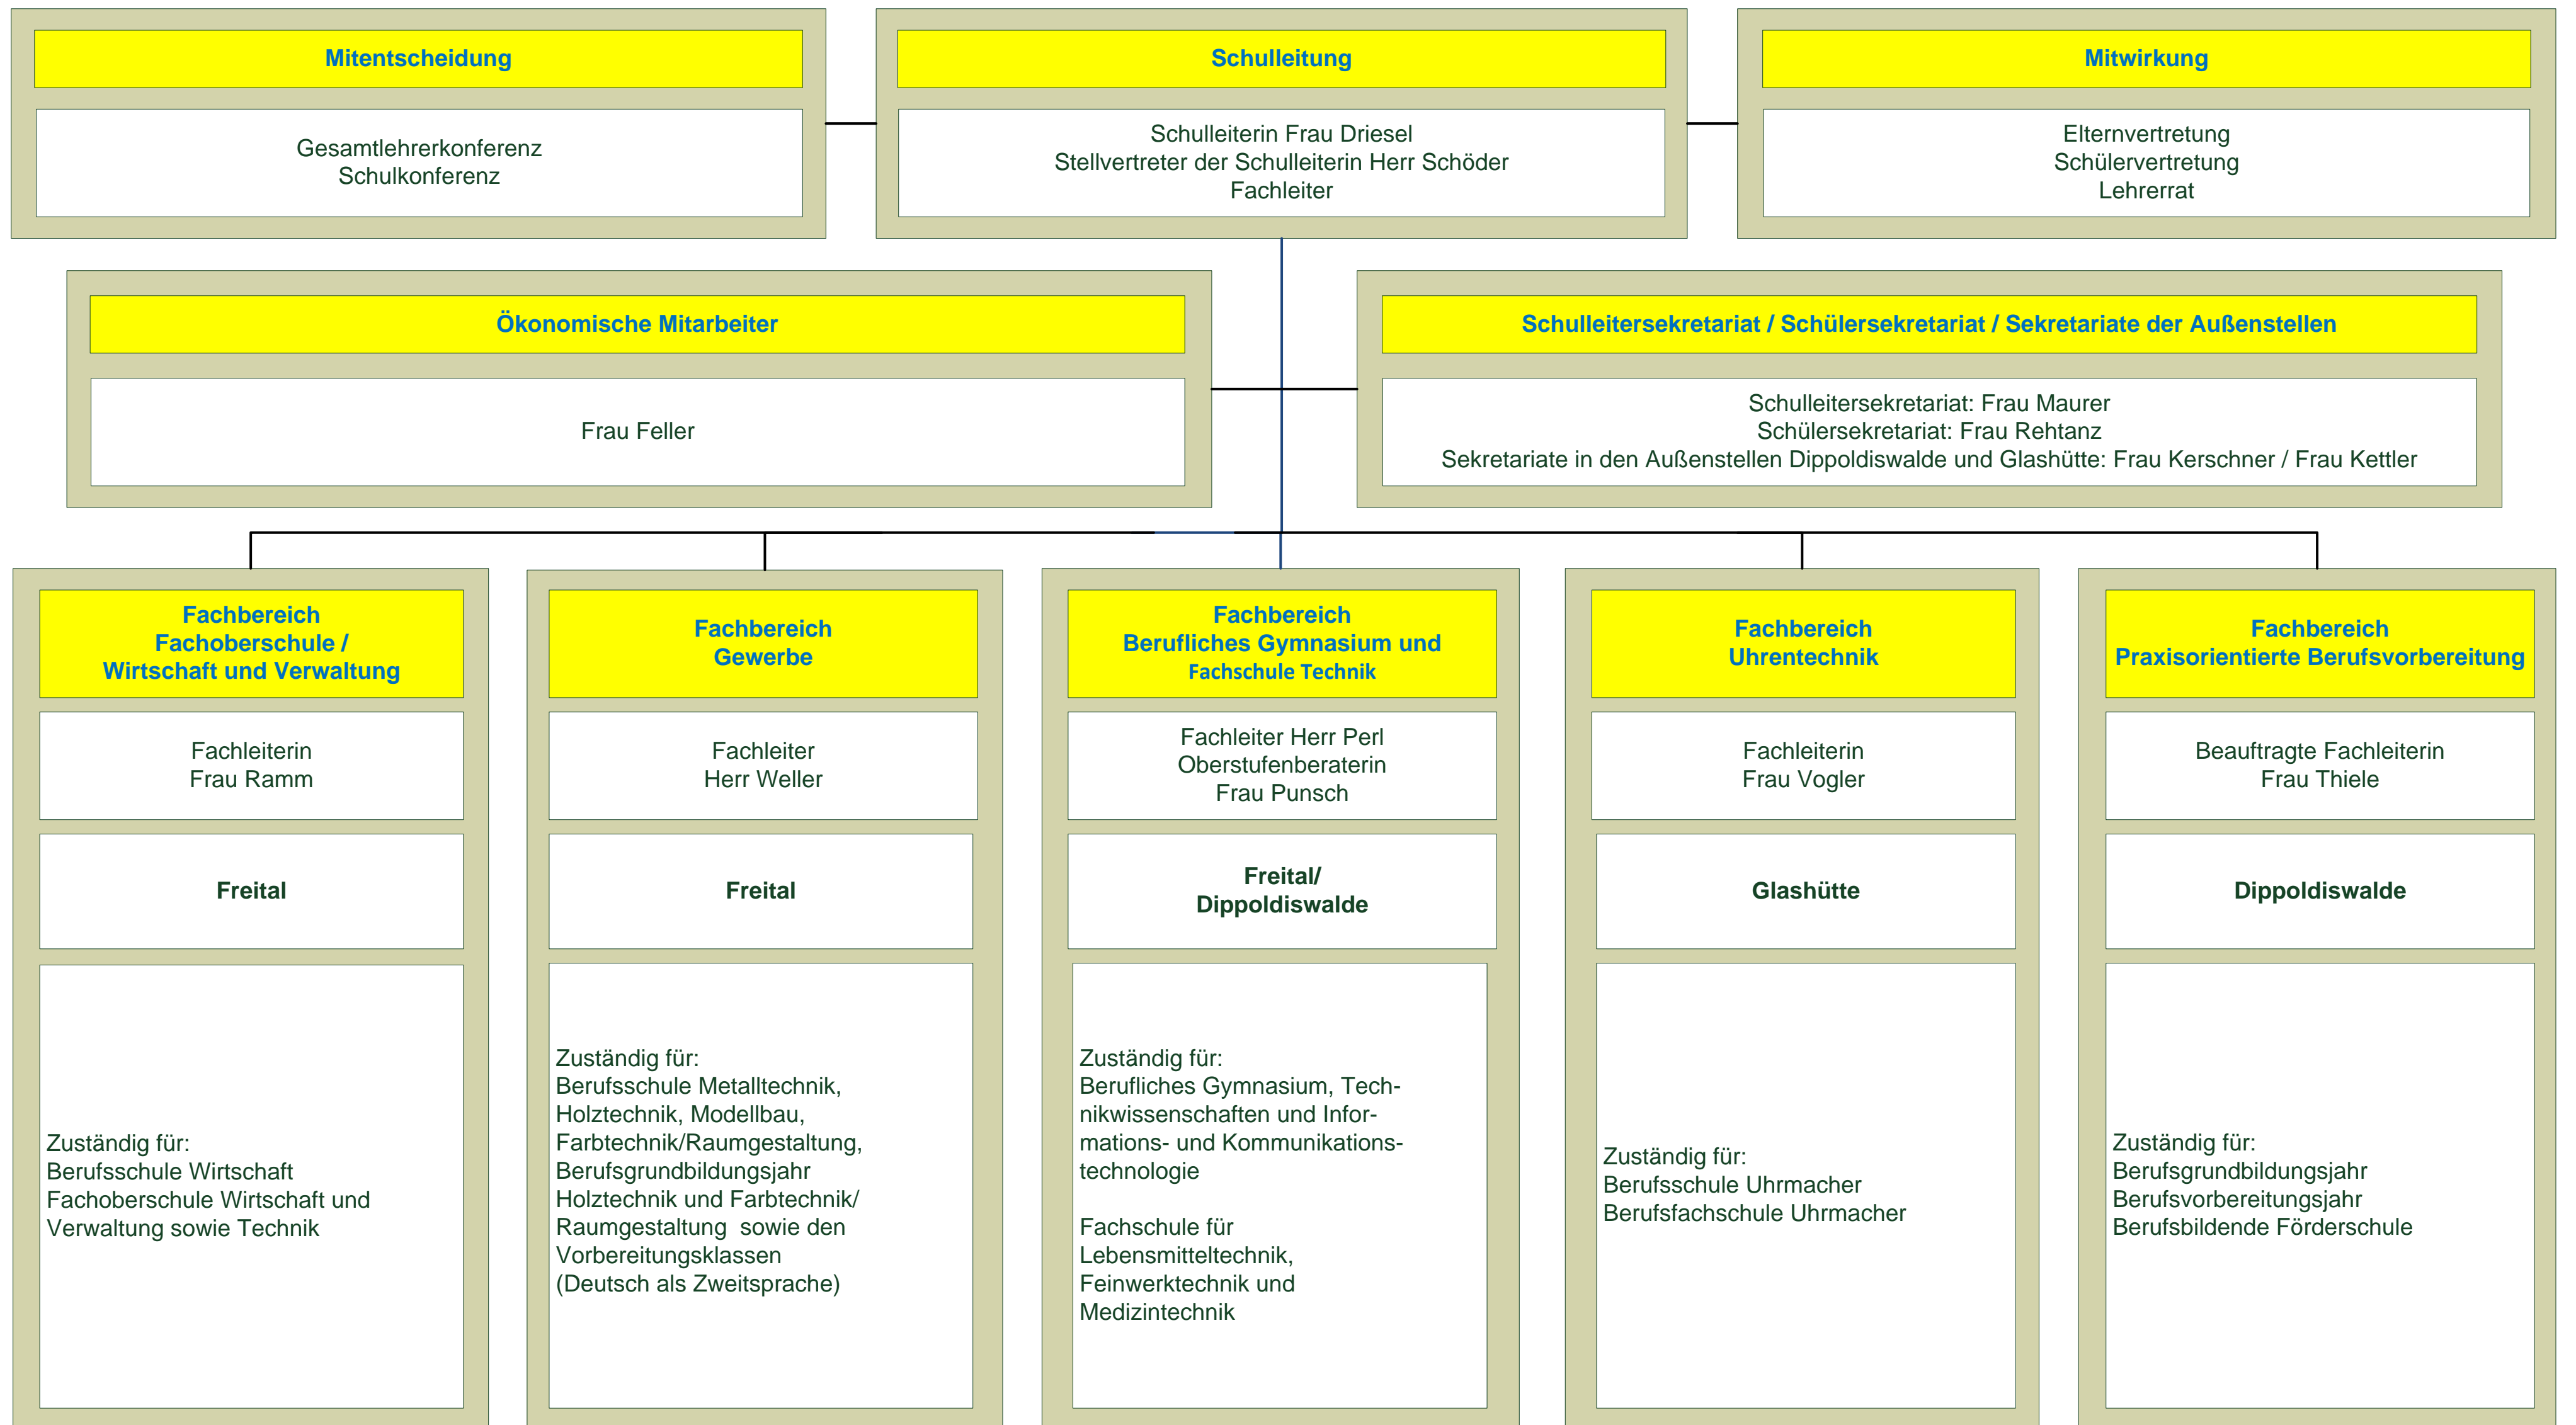 Mitentscheidung
Gesamtlehrerkonferenz
Schulkonferenz
Schulleitung
Schulleiterin Frau Driesel
Stellvertreter der Schulleiterin Herr Schöder
Fachleiter
Mitwirkung
Elternvertretung
Schülervertretung
Lehrerrat
Ökonomische Mitarbeiter
Frau Feller
Schulleitersekretariat / Schülersekretariat / Sekretariate der Außenstellen
Schulleitersekretariat: Frau Maurer
Schülersekretariat: Frau Rehtanz
Sekretariate in den Außenstellen Dippoldiswalde und Glashütte: Frau Kerschner / Frau Kettler
Fachbereich
Fachoberschule /
Wirtschaft und Verwaltung
Fachleiterin
Frau Ramm
Freital
Zuständig für:
Berufsschule Wirtschaft
Fachoberschule Wirtschaft und
Verwaltung sowie Technik
Fachbereich
Gewerbe
Fachleiter
Herr Weller
Freital
Zuständig für:
Berufsschule Metalltechnik,
Holztechnik, Modellbau,
Farbtechnik/Raumgestaltung,
Berufsgrundbildungsjahr
Holztechnik und Farbtechnik/
Raumgestaltung  sowie den
Vorbereitungsklassen
(Deutsch als Zweitsprache)
Fachbereich
Berufliches Gymnasium und
Fachschule Technik
Fachleiter Herr Perl
Oberstufenberaterin
Frau Punsch
Freital/
Dippoldiswalde
Zuständig für:
Berufliches Gymnasium, Tech-
nikwissenschaften und Infor-
mations- und Kommunikations-
technologie
Fachschule für
Lebensmitteltechnik,
Feinwerktechnik und
Medizintechnik
Fachbereich
Uhrentechnik
Fachleiterin
Frau Vogler
Glashütte
Zuständig für:
Berufsschule Uhrmacher
Berufsfachschule Uhrmacher
Fachbereich
Praxisorientierte Berufsvorbereitung
Beauftragte Fachleiterin
Frau Thiele
Dippoldiswalde
Zuständig für:
Berufsgrundbildungsjahr
Berufsvorbereitungsjahr
Berufsbildende Förderschule